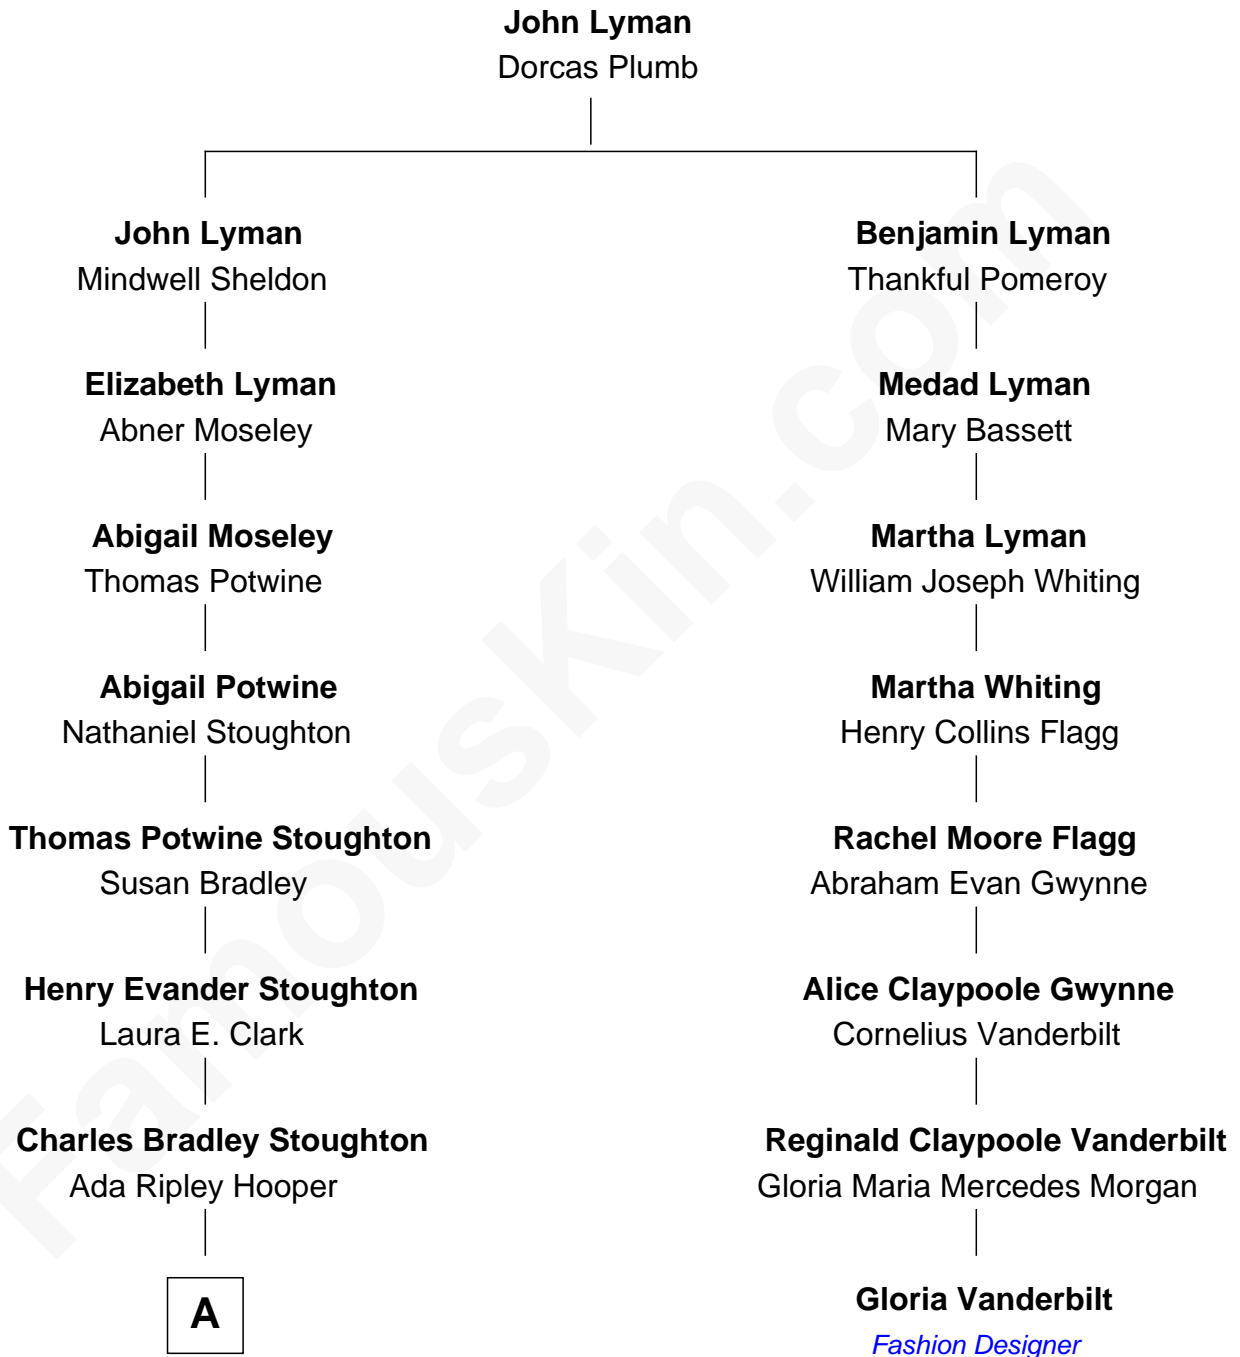 John Lyman
Dorcas Plumb
John Lyman
Mindwell Sheldon
Elizabeth Lyman
Abner Moseley
Abigail Moseley
Thomas Potwine
Abigail Potwine
Nathaniel Stoughton
Thomas Potwine Stoughton
Susan Bradley
Henry Evander Stoughton
Laura E. Clark
Charles Bradley Stoughton
Ada Ripley Hooper
A
Benjamin Lyman
Thankful Pomeroy
Medad Lyman
Mary Bassett
Martha Lyman
William Joseph Whiting
Martha Whiting
Henry Collins Flagg
Rachel Moore Flagg
Abraham Evan Gwynne
Alice Claypoole Gwynne
Cornelius Vanderbilt
Reginald Claypoole Vanderbilt
Gloria Maria Mercedes Morgan
Gloria Vanderbilt
Fashion Designer
FamousKin.com